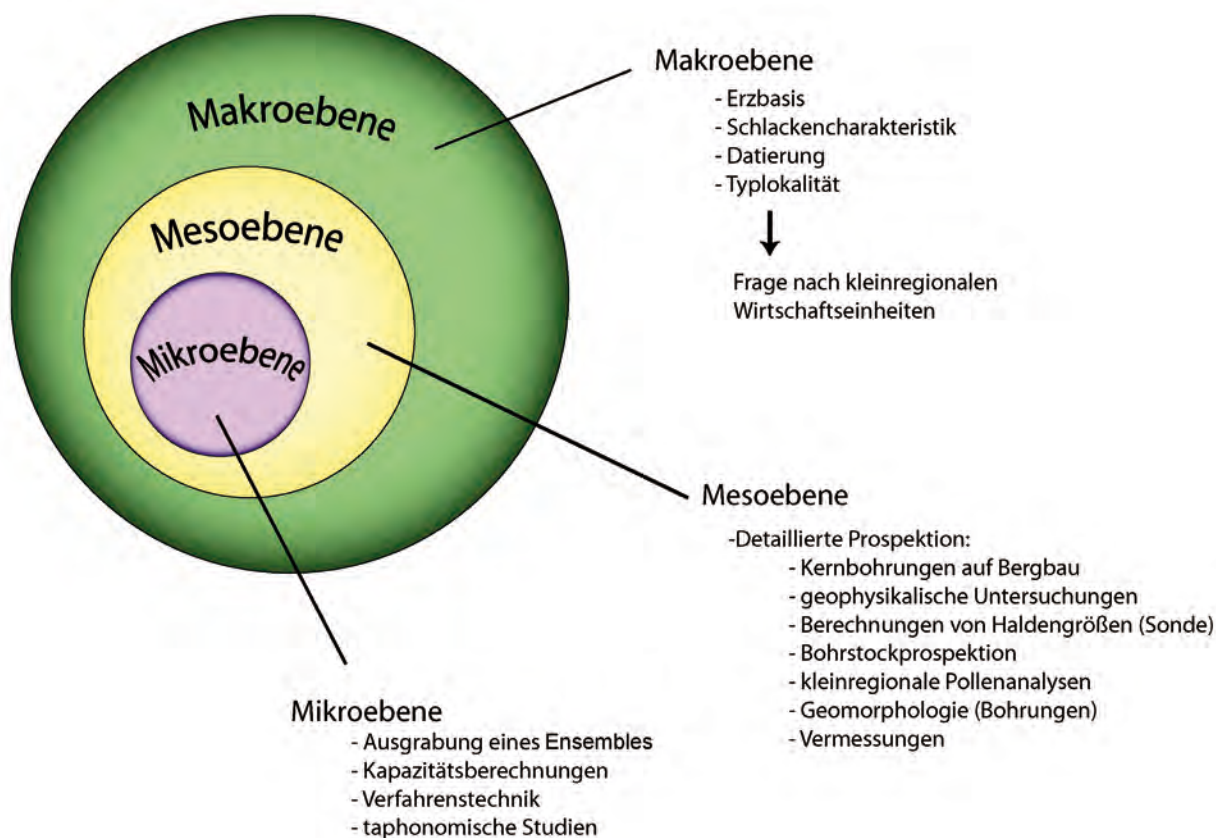 Makroebene
Mesoebene
Mikroebene
Makroebene
- Erzbasis
- Schlackencharakteristik
- Datierung
- Typlokalität
Frage nach kleinregionalen
Wirtschaftseinheiten
Mesoebene
-Detaillierte Prospektion:
- Kernbohrungen auf Bergbau
- geophysikalische Untersuchungen
- Berechnungen von Haldengrößen (Sonde)
- Bohrstockprospektion
- kleinregionale Pollenanalysen
- Geomorphologie (Bohrungen)
- Vermessungen
Mikroebene
- Ausgrabung eines Ensembles
- Kapazitätsberechnungen
- Verfahrenstechnik
- taphonomische Studien